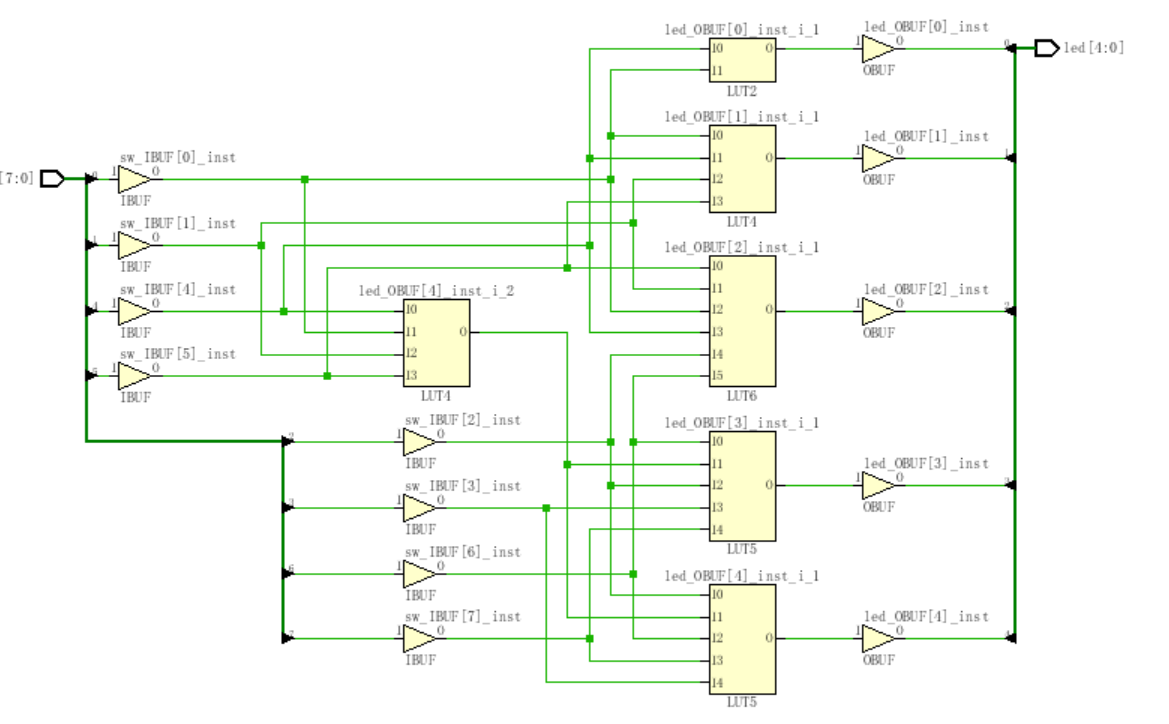 led_OBUF[0]_inst_i_1
I0
O
I1
LUT2
led_OBUF[0]_inst
I
O
OBUF
led[4:0]
led_OBUF[1]_inst_i_1
I0
I1
O
I2
I3
LUT4
led_OBUF[1]_inst
I
O
OBUF
[7:0]
sw_IBUF[0]_inst
I
O
IBUF
sw_IBUF[1]_inst
I
O
IBUF
sw_IBUF[4]_inst
I
O
IBUF
sw_IBUF[5]_inst
I
O
IBUF
led_OBUF[4]_inst_i_2
I0
I1
O
I2
I3
LUT4
led_OBUF[2]_inst_i_1
I0
I1
I2
O
I3
I4
I5
LUT6
led_OBUF[2]_inst
I
O
OBUF
sw_IBUF[2]_inst
I
O
IBUF
sw_IBUF[3]_inst
I
O
IBUF
sw_IBUF[6]_inst
I
O
IBUF
sw_IBUF[7]_inst
I
O
IBUF
led_OBUF[3]_inst_i_1
I0
I1
I2
O
I3
I4
LUT5
led_OBUF[3]_inst
I
O
OBUF
led_OBUF[4]_inst_i_1
I0
I1
I2
O
I3
I4
LUT5
led_OBUF[4]_inst
I
O
OBUF